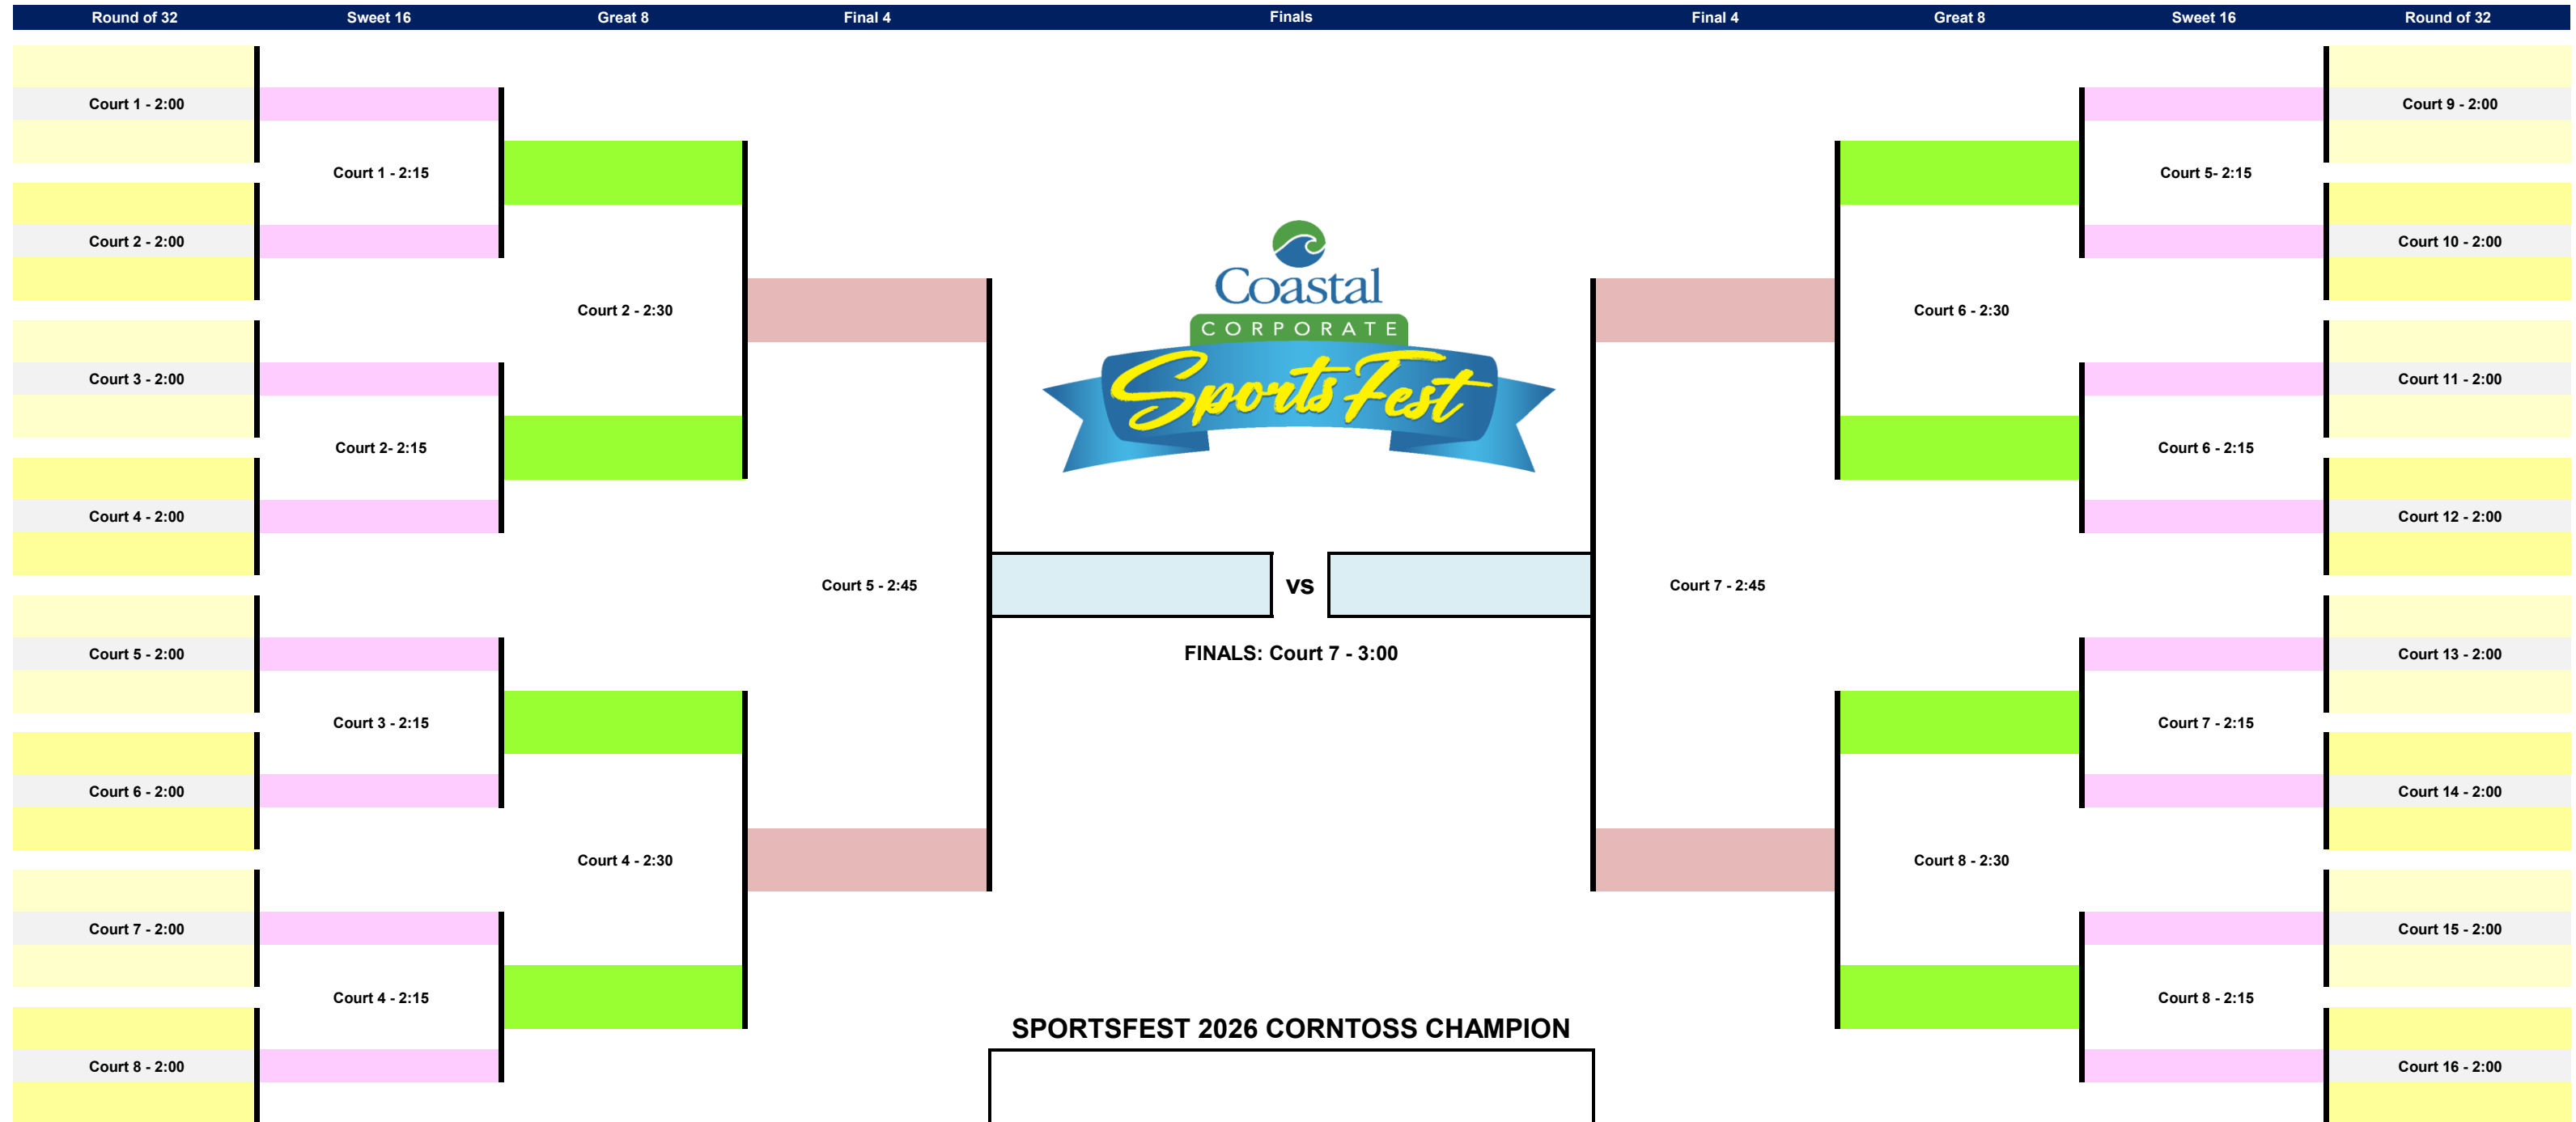 Round of 32 Sweet 16 Great 8 Final 4 Finals Final 4 Great 8 Sweet 16 Round of 32
Court 1 - 2:00 Court 9 - 2:00
Court 1 - 2:15 Court 5- 2:15
Court 2 - 2:00 Court 10 - 2:00
Coastal
Court 2 - 2:30 Court 6 - 2:30
CORPORATE
Court 3 - 2:00 Court 11 - 2:00
SportsFest
Court 2- 2:15 Court 6 - 2:15
Court 4 - 2:00 Court 12 - 2:00
Court 5 - 2:45 vs Court 7 - 2:45
Court 5 - 2:00 FINALS: Court 7 - 3:00 Court 13 - 2:00
Court 3 - 2:15 Court 7 - 2:15
Court 6 - 2:00 Court 14 - 2:00
Court 4 - 2:30 Court 8 - 2:30
Court 7 - 2:00 Court 15 - 2:00
Court 4 - 2:15 Court 8 - 2:15
SPORTSFEST 2026 CORNTOSS CHAMPION
Court 8 - 2:00 Court 16 - 2:00